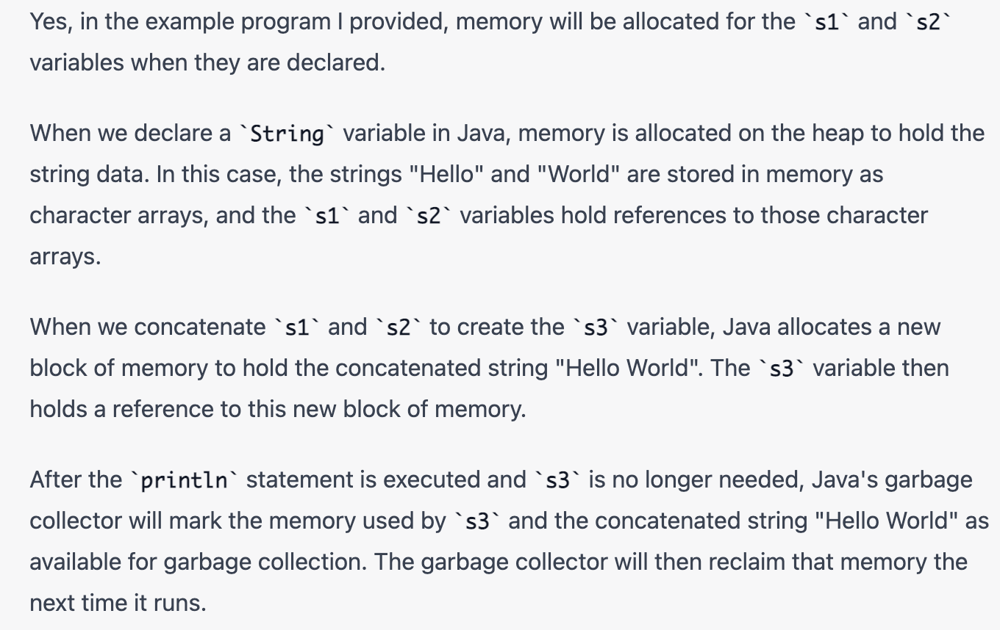 Yes, in the example program I provided, memory will be allocated for the `s1` and `s2`
variables when they are declared.
When we declare a `String` variable in Java, memory is allocated on the heap to hold the
string data. In this case, the strings "Hello" and "World" are stored in memory as
character arrays, and the `s1` and `s2` variables hold references to those character
arrays.
When we concatenate `s1` and `s2` to create the `s3` variable, Java allocates a new
block of memory to hold the concatenated string "Hello World". The `s3` variable then
holds a reference to this new block of memory.
After the `println` statement is executed and `s3` is no longer needed, Java's garbage
collector will mark the memory used by `s3` and the concatenated string "Hello World" as
available for garbage collection. The garbage collector will then reclaim that memory the
next time it runs.